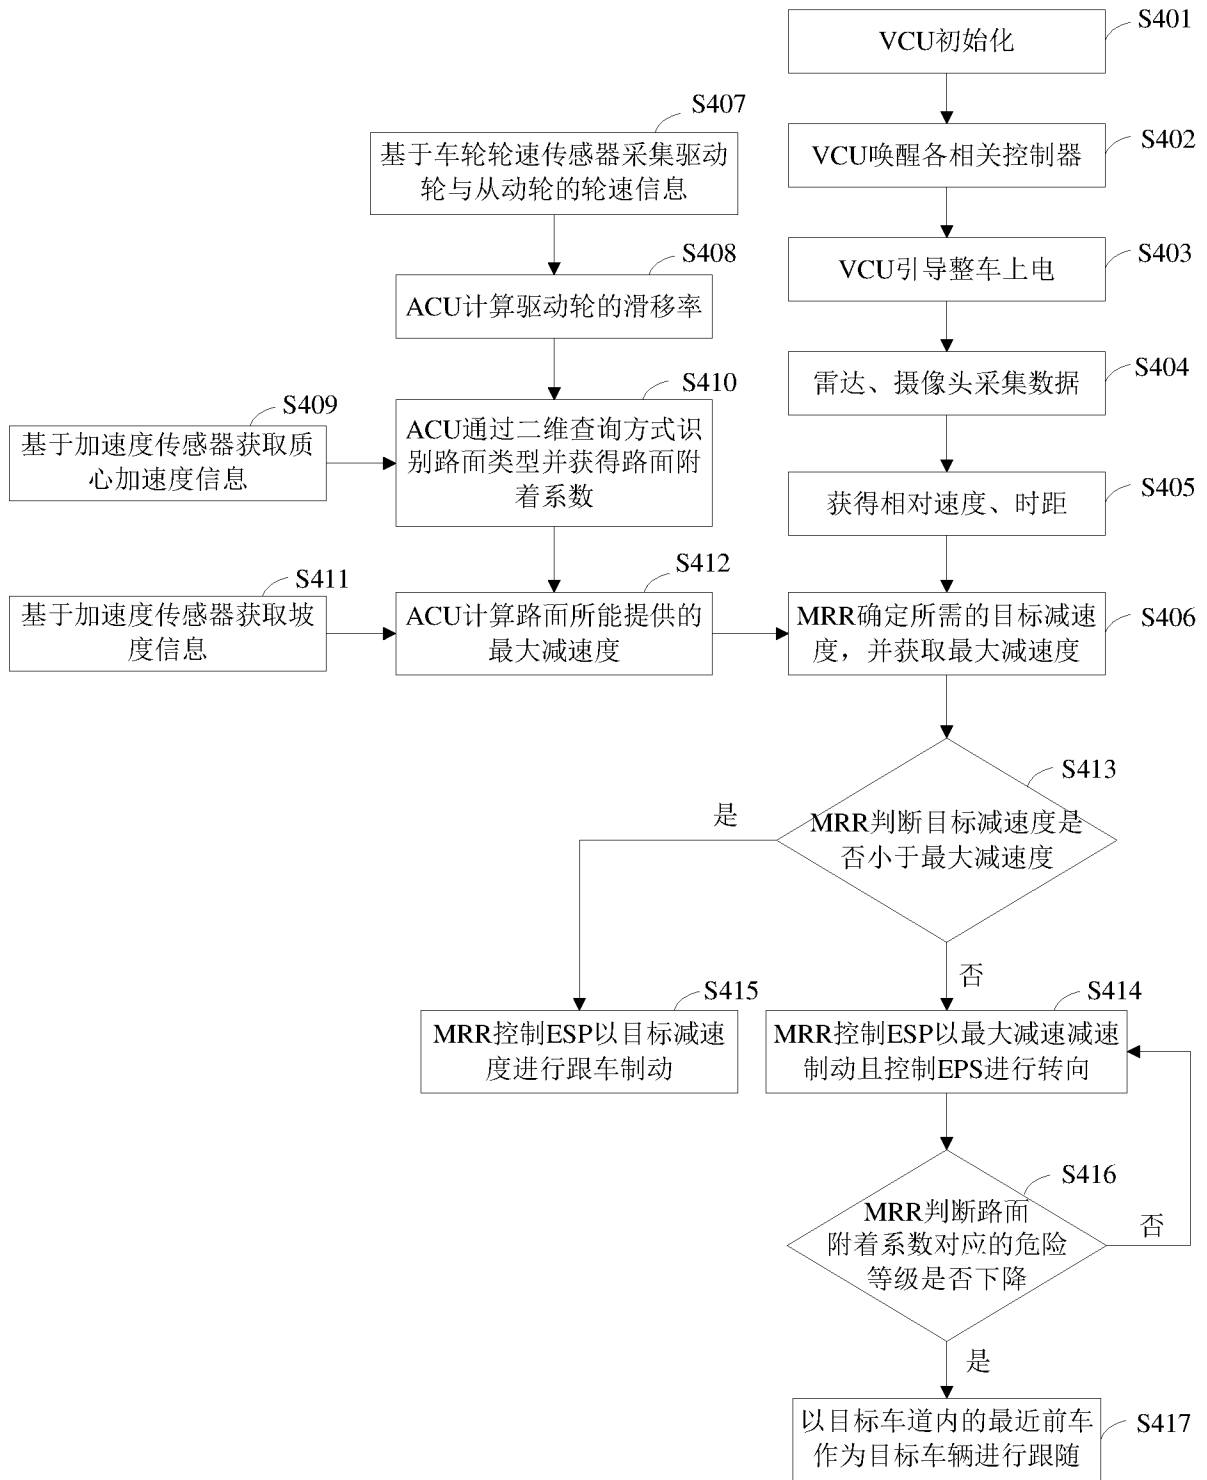 S401
VCU初始化
S402
VCU唤醒各相关控制器
S403
VCU引导整车上电
S404
雷达、摄像头采集数据
S405
获得相对速度、时距
S407
基于车轮轮速传感器采集驱动
轮与从动轮的轮速信息
S408
ACU计算驱动轮的滑移率
S409
基于加速度传感器获取质
心加速度信息
S410
ACU通过二维查询方式识
别路面类型并获得路面附
着系数
S411
基于加速度传感器获取坡
度信息
S412
ACU计算路面所能提供的
最大减速度
S406
MRR确定所需的目标减速
度，并获取最大减速度
S413
MRR判断目标减速度是
否小于最大减速度
是
否
S415
MRR控制ESP以目标减速
度进行跟车制动
S414
MRR控制ESP以最大减速减速
制动且控制EPS进行转向
S416
MRR判断路面
附着系数对应的危险
等级是否下降
否
是
S417
以目标车道内的最近前车
作为目标车辆进行跟随